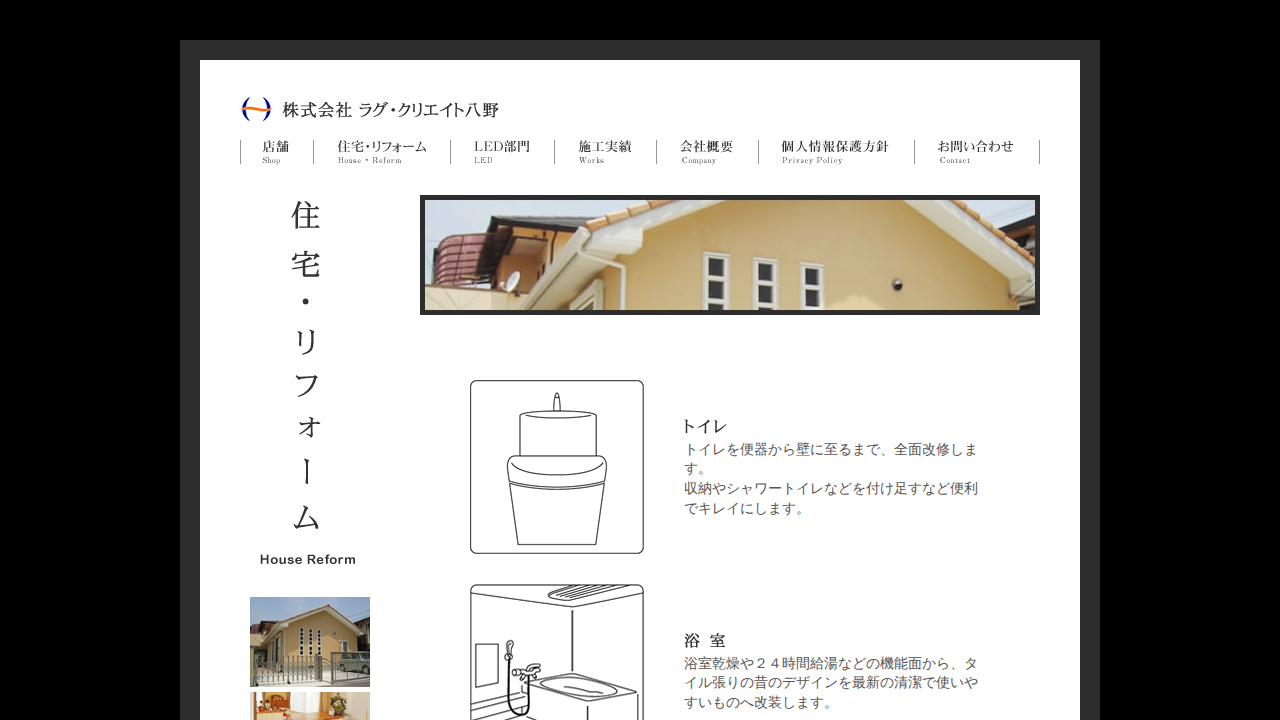 株式会社 ラグ・クリエイト八野
店舗
Shop
住宅・リフォーム
House・Reform
LED部門
LED
施工実績
Works
会社概要
Company
個人情報保護方針
Privacy Policy
お問い合わせ
Contact
住宅・リフォーム
House Reform
トイレ
トイレを便器から壁に至るまで、全面改修しま
す。
収納やシャワートイレなどを付け足すなど便利
でキレイにします。
浴 室
浴室乾燥や２４時間給湯などの機能面から、タ
イル張りの昔のデザインを最新の清潔で使いや
すいものへ改装します。